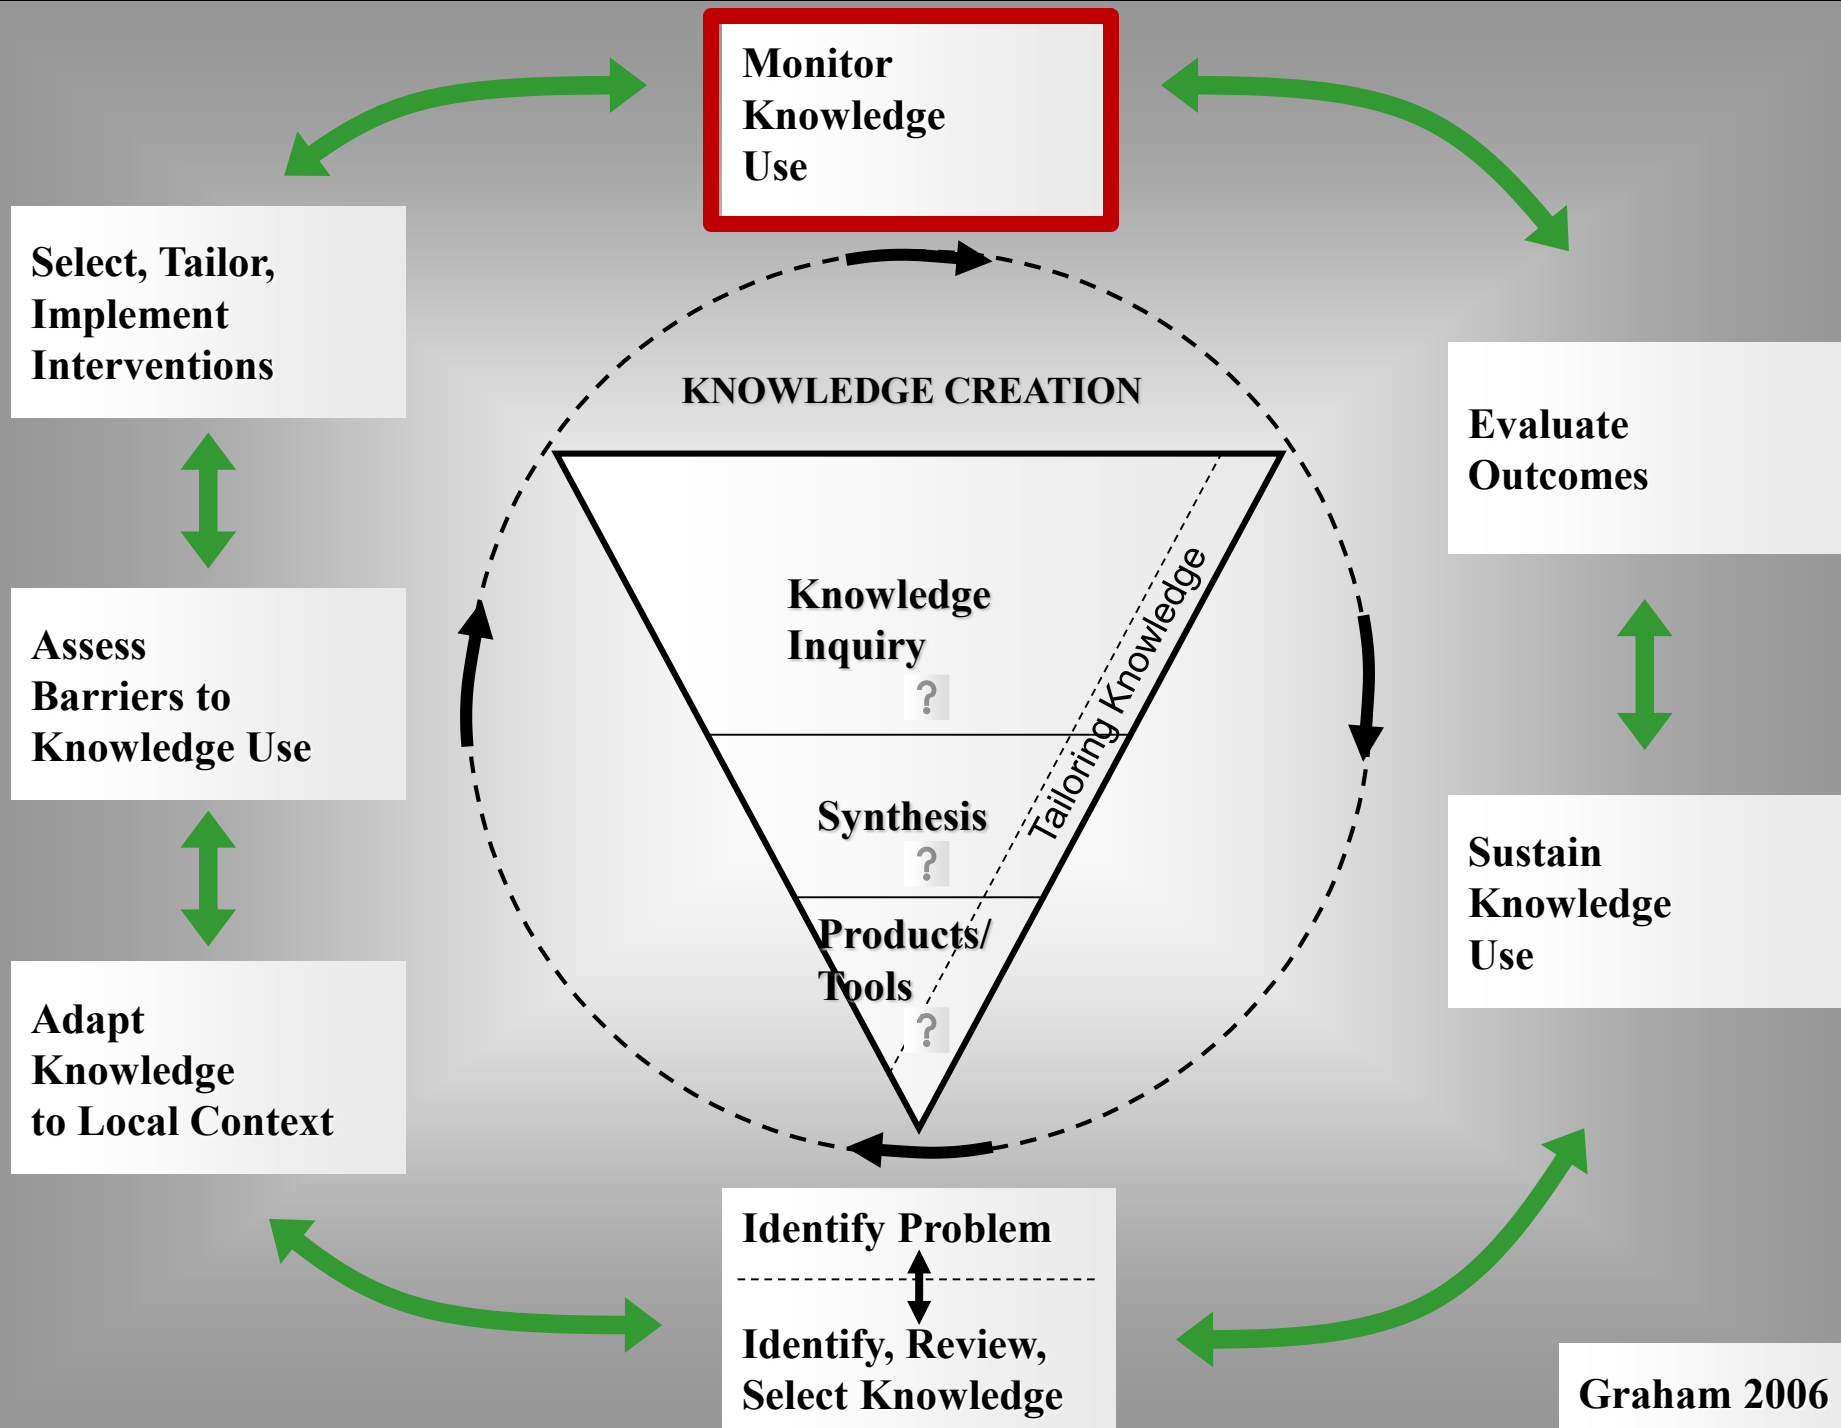 Monitor
Knowledge
Use
Select, Tailor,
Implement
Interventions
KNOWLEDGE CREATION
Evaluate
Outcomes
Knowledge
Inquiry
?
Tailoring Knowledge
Assess
Barriers to
Knowledge Use
Synthesis
?
Sustain
Knowledge
Use
Products/
Tools
?
Adapt
Knowledge
to Local Context
Identify Problem
Identify, Review,
Select Knowledge
Graham 2006